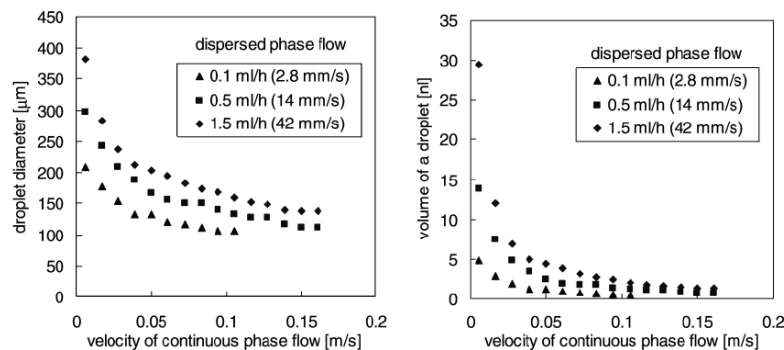 450
400
350
300
250
200
150
100
50
0
droplet diameter [μm]
dispersed phase flow
▲ 0.1 ml/h (2.8 mm/s)
■ 0.5 ml/h (14 mm/s)
◆ 1.5 ml/h (42 mm/s)
0 0.05 0.1 0.15 0.2
velocity of continuous phase flow [m/s]
35
30
25
20
15
10
5
0
volume of a droplet [nl]
dispersed phase flow
▲ 0.1 ml/h (2.8 mm/s)
■ 0.5 ml/h (14 mm/s)
◆ 1.5 ml/h (42 mm/s)
0 0.05 0.1 0.15 0.2
velocity of continuous phase flow [m/s]